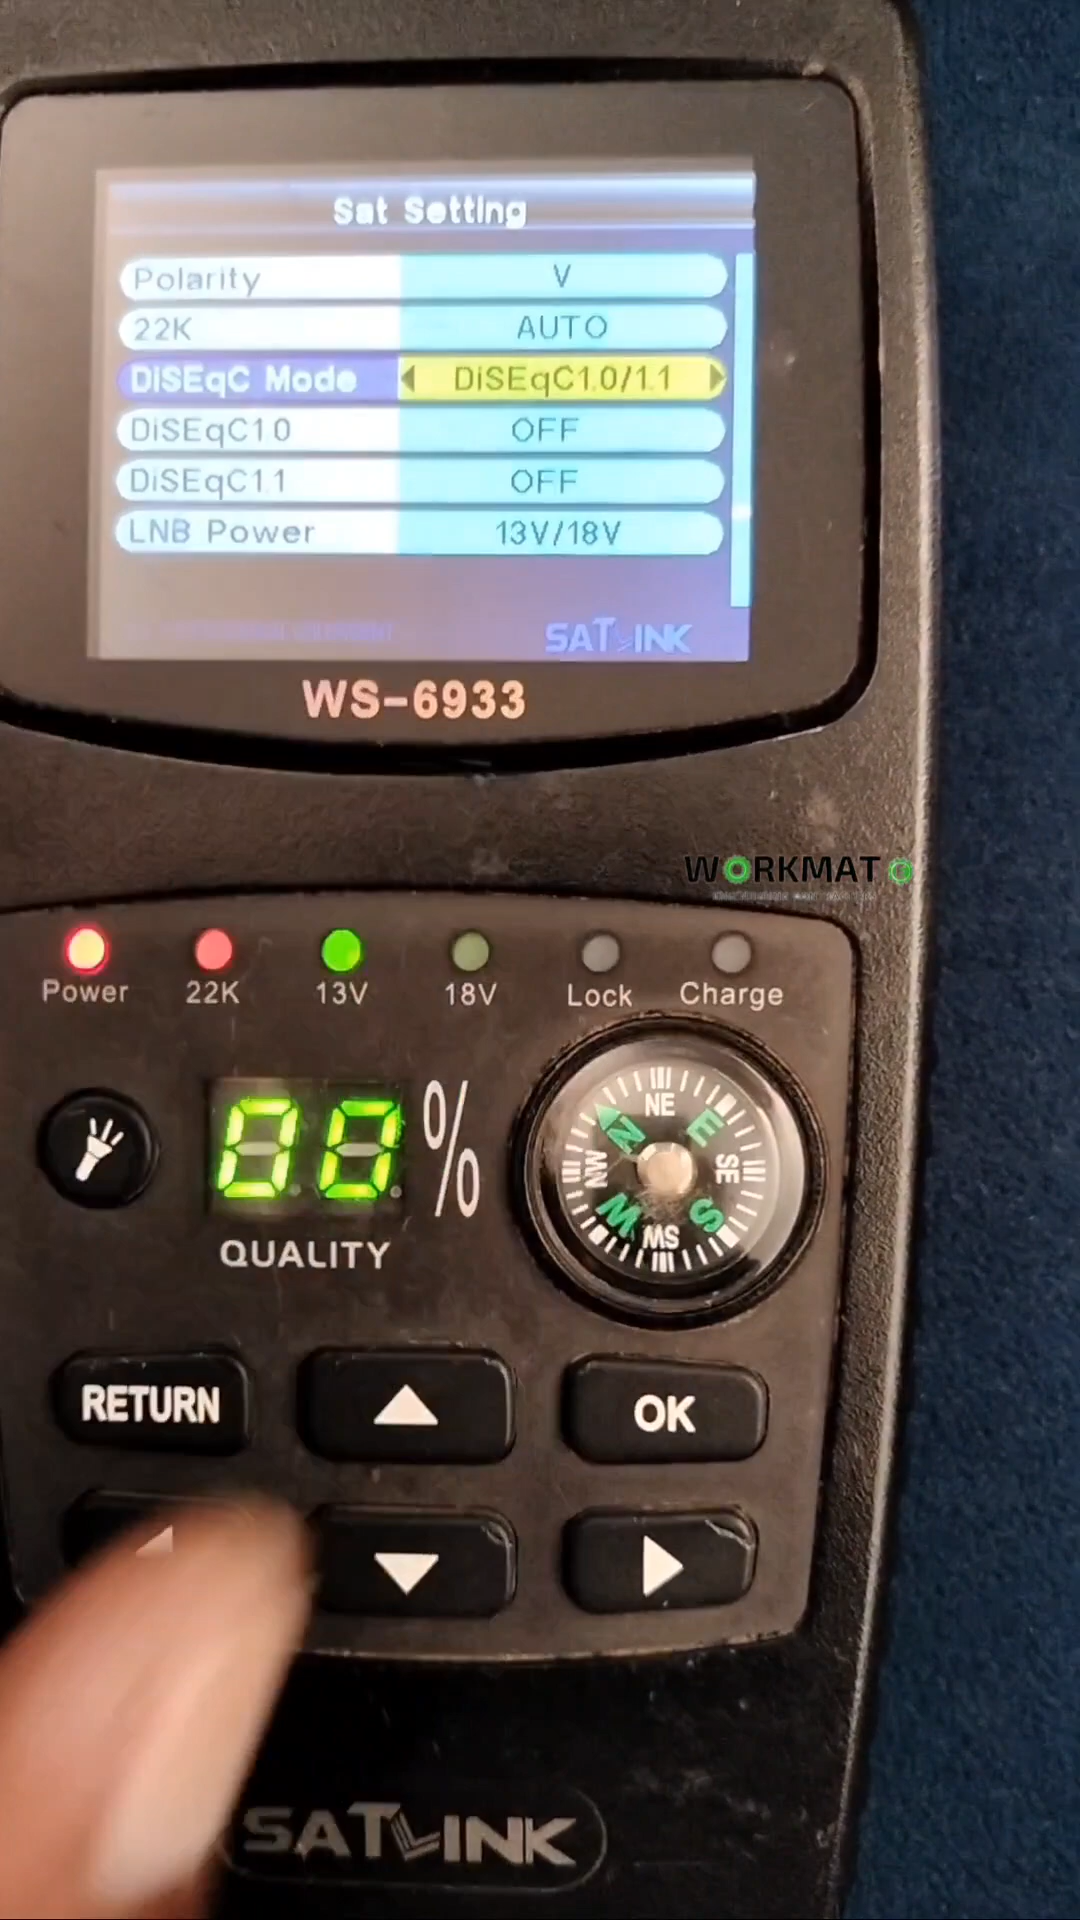 Sat Setting
Polarity V
22K AUTO
DiSEqC Mode DiSEqC1.0/1.1
DiSEqC1.0 OFF
DiSEqC1.1 OFF
LNB Power 13V/18V
SATLINK
WS-6933
WORKMATO
Power 22K 13V 18V Lock Charge
00 %
QUALITY
NE
N E
NW SE
W S
SW
RETURN OK
SATLINK